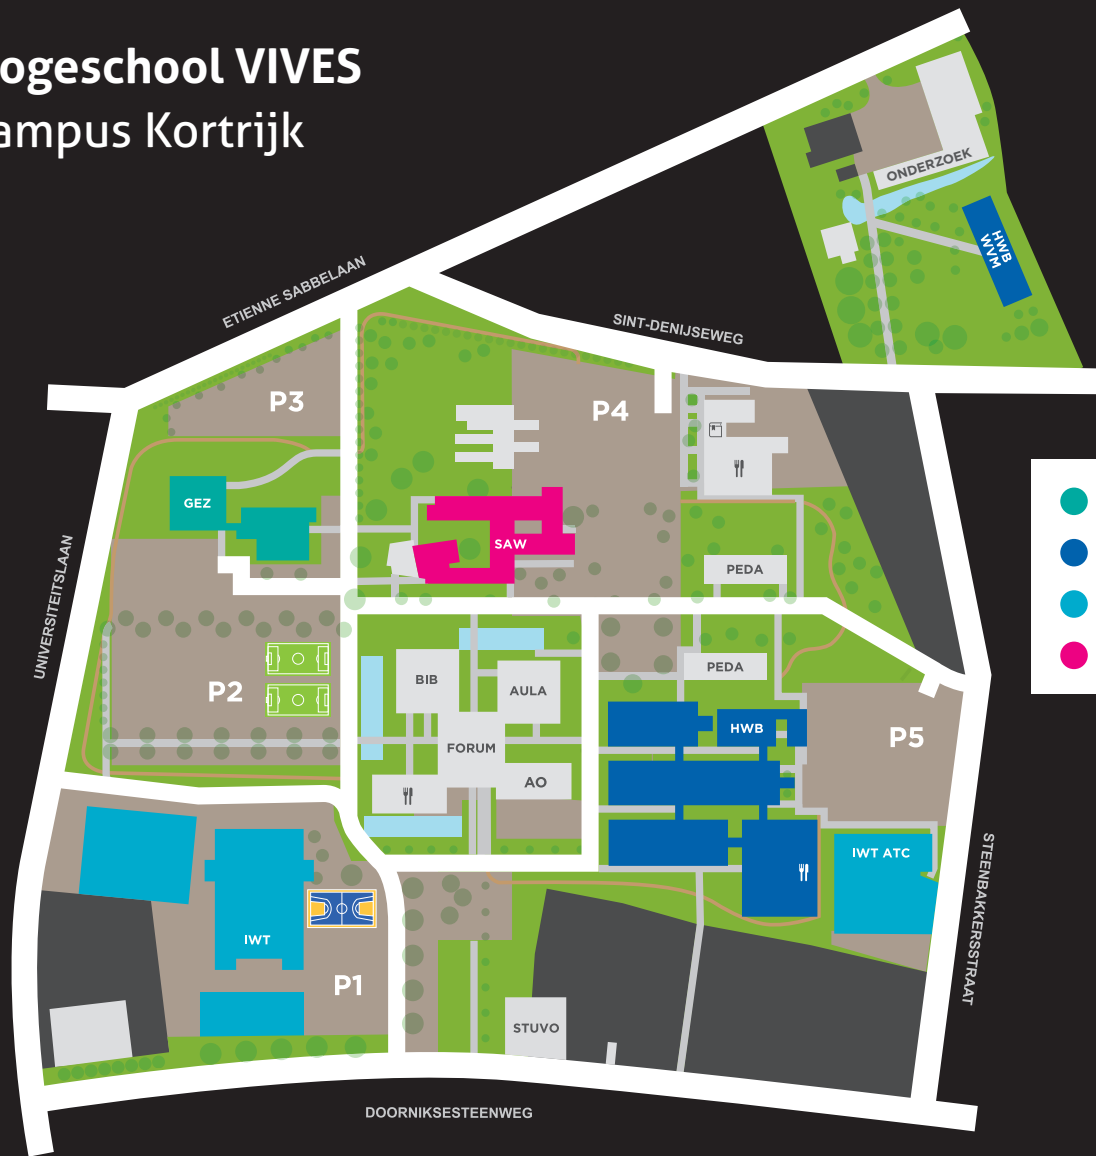 ogeschool VIVES
ampus Kortrijk
ONDERZOEK
HWB
WVM
ETIENNE SABBELAAN
SINT-DENIJSEWEG
P3
P4
GEZ
SAW
PEDA
UNIVERSITEITSLAAN
PEDA
BIB
AULA
P2
HWB
P5
FORUM
AO
IWT ATC
STEENBAKKERSSTRAAT
IWT
P1
STUVO
DOORNIKSESTEENWEG